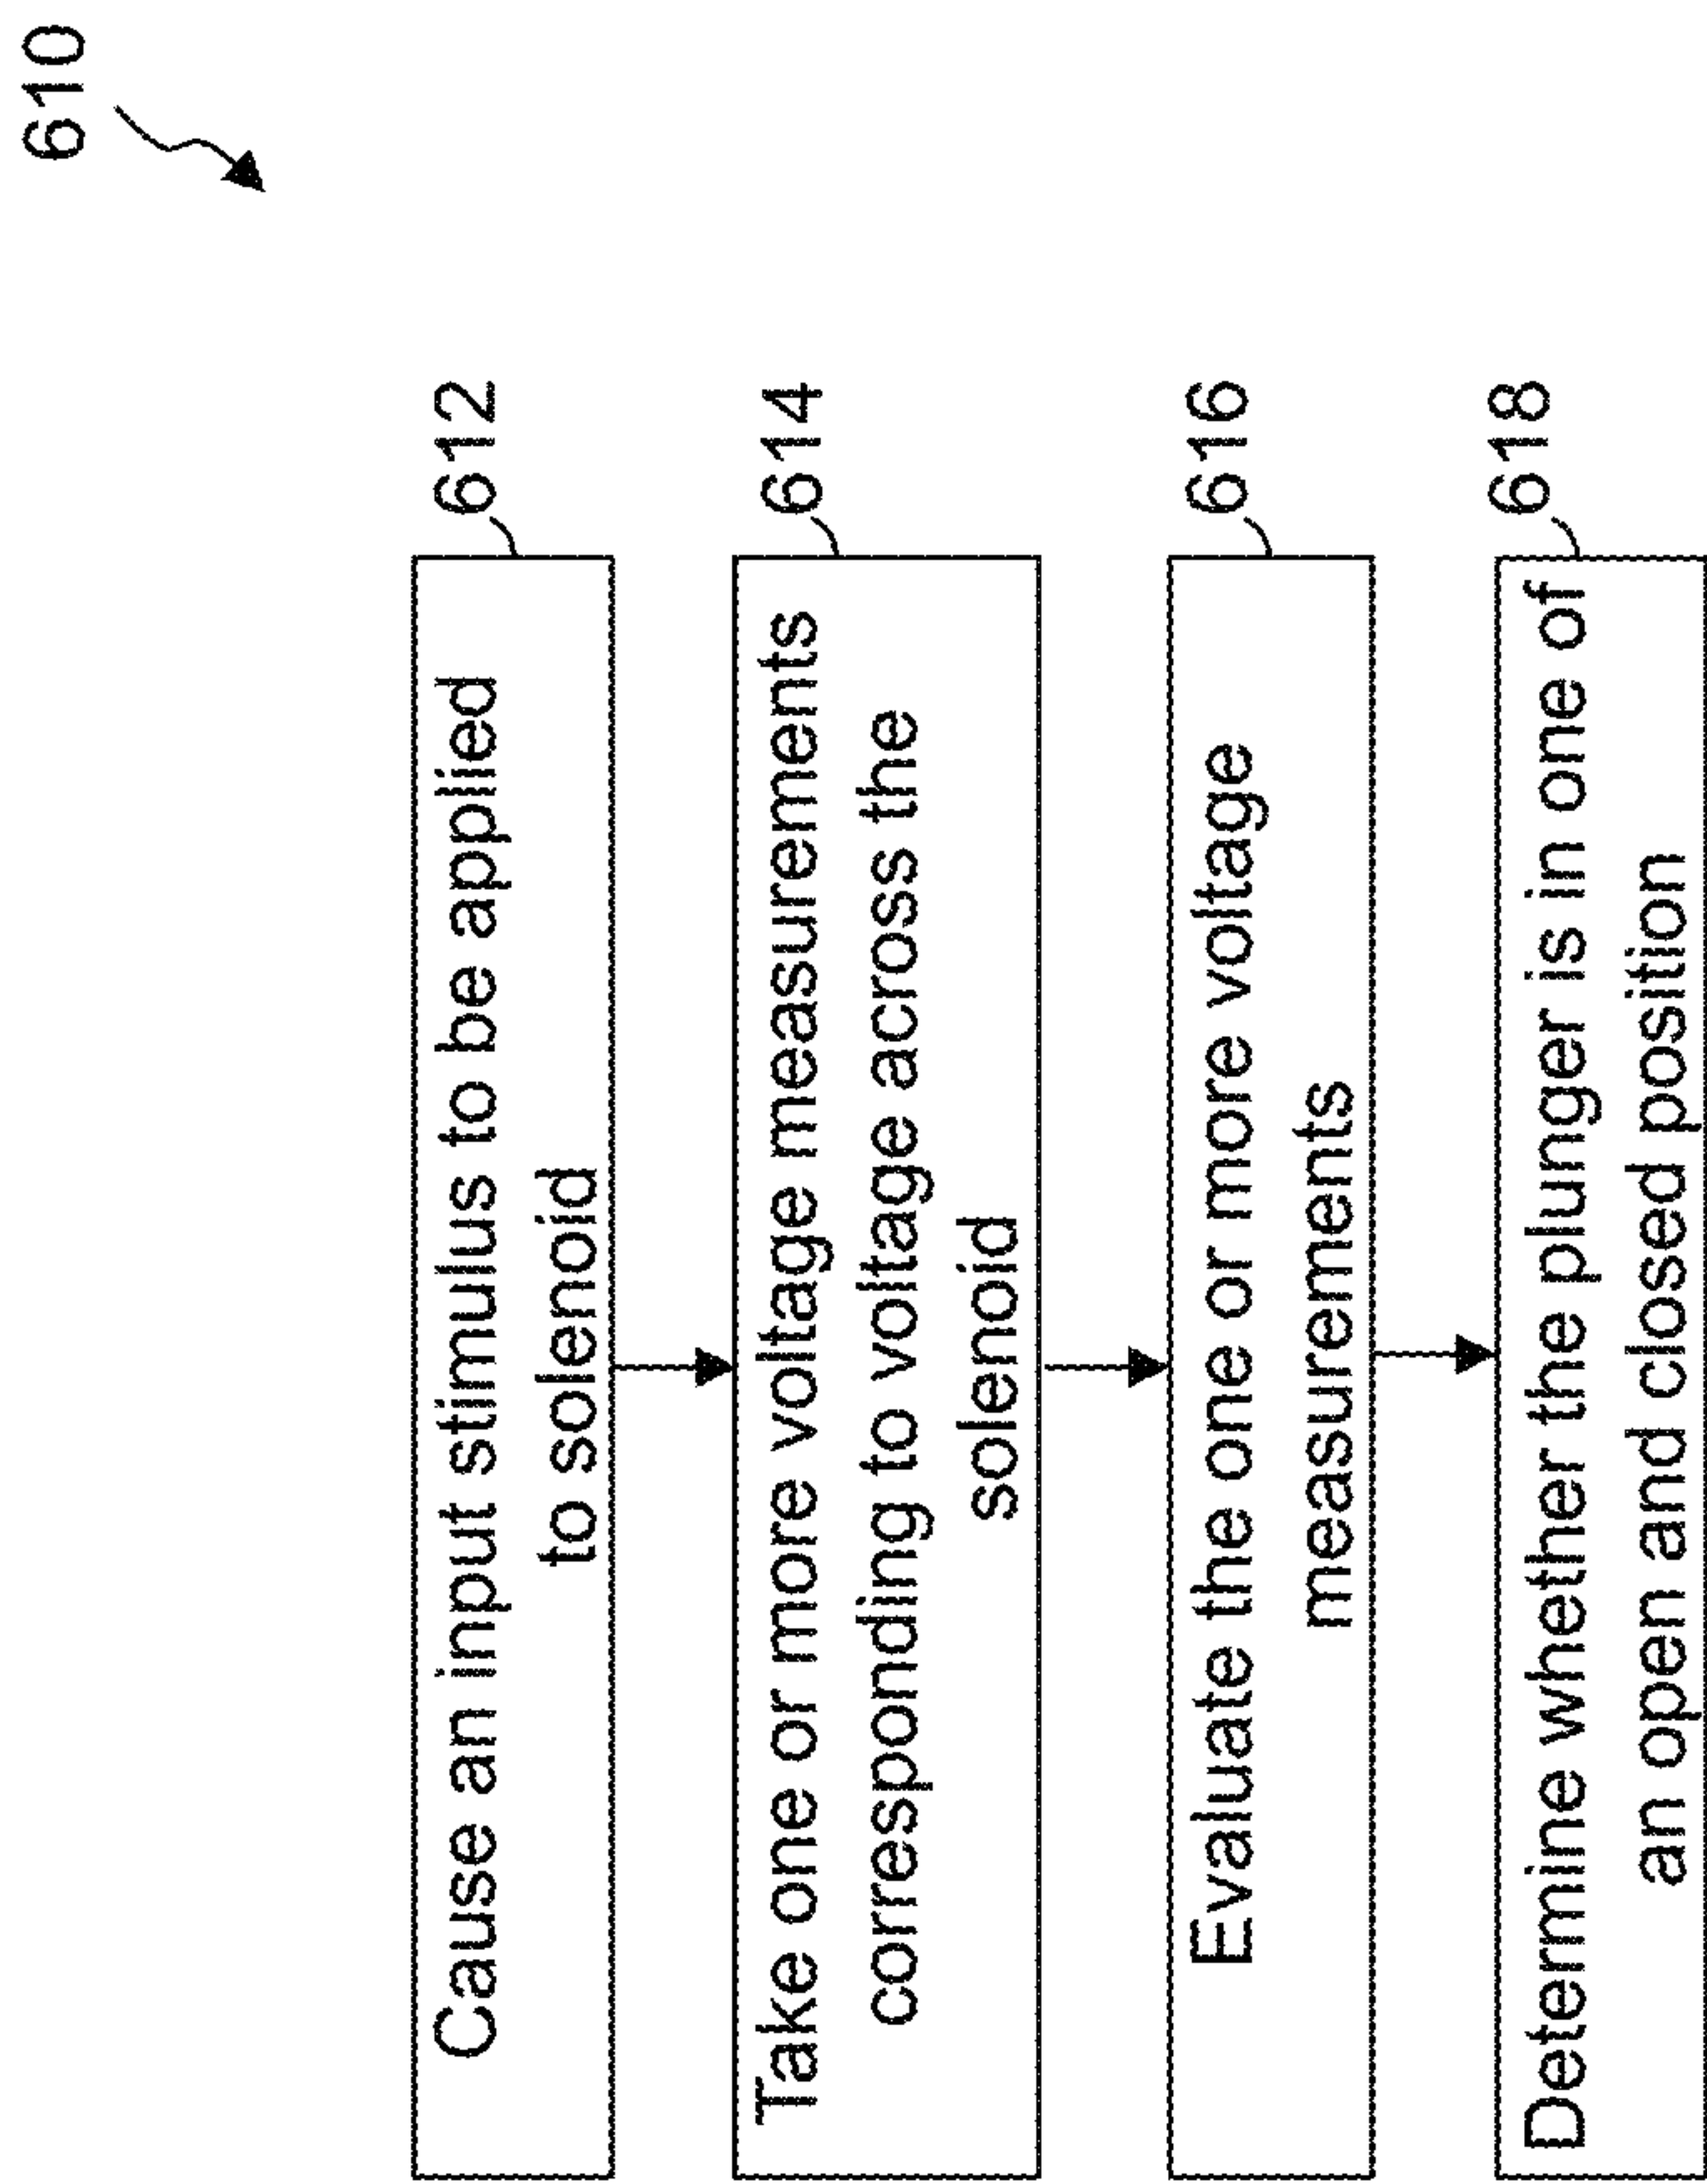 610
Cause an input stimulus to be applied
to solenoid
612
Take one or more voltage measurements
corresponding to voltage across the
solenoid
614
Evaluate the one or more voltage
measurements
616
Determine whether the plunger is in one of
an open and closed position
618